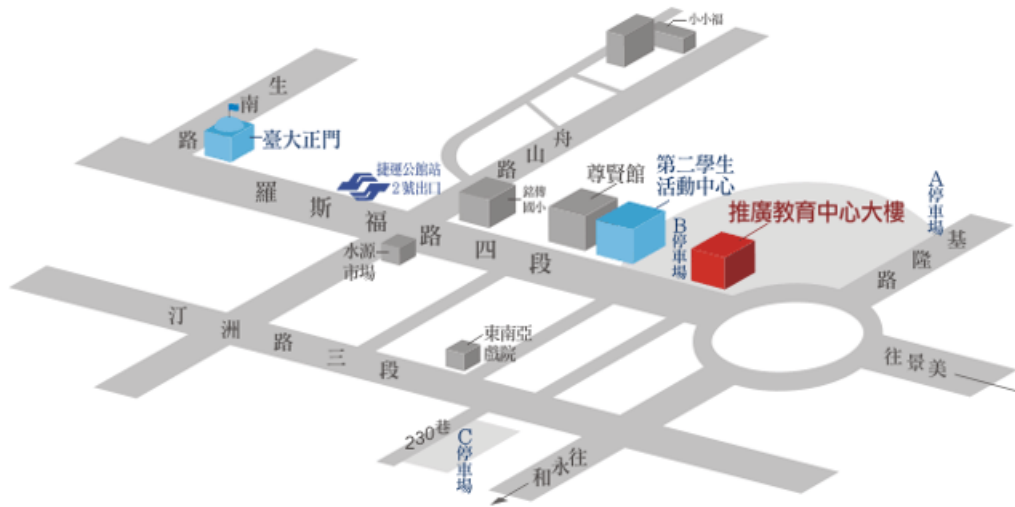 小小福
新生南路
臺大正門
捷運公館站
2號出口
舟山路
羅斯福路四段
銘傳
國小
尊賢館
第二學生
活動中心
B停車場
推廣教育中心大樓
A停車場
基隆路
水源
市場
汀洲路三段
東南亞
戲院
往景美
230巷
C停車場
往永和